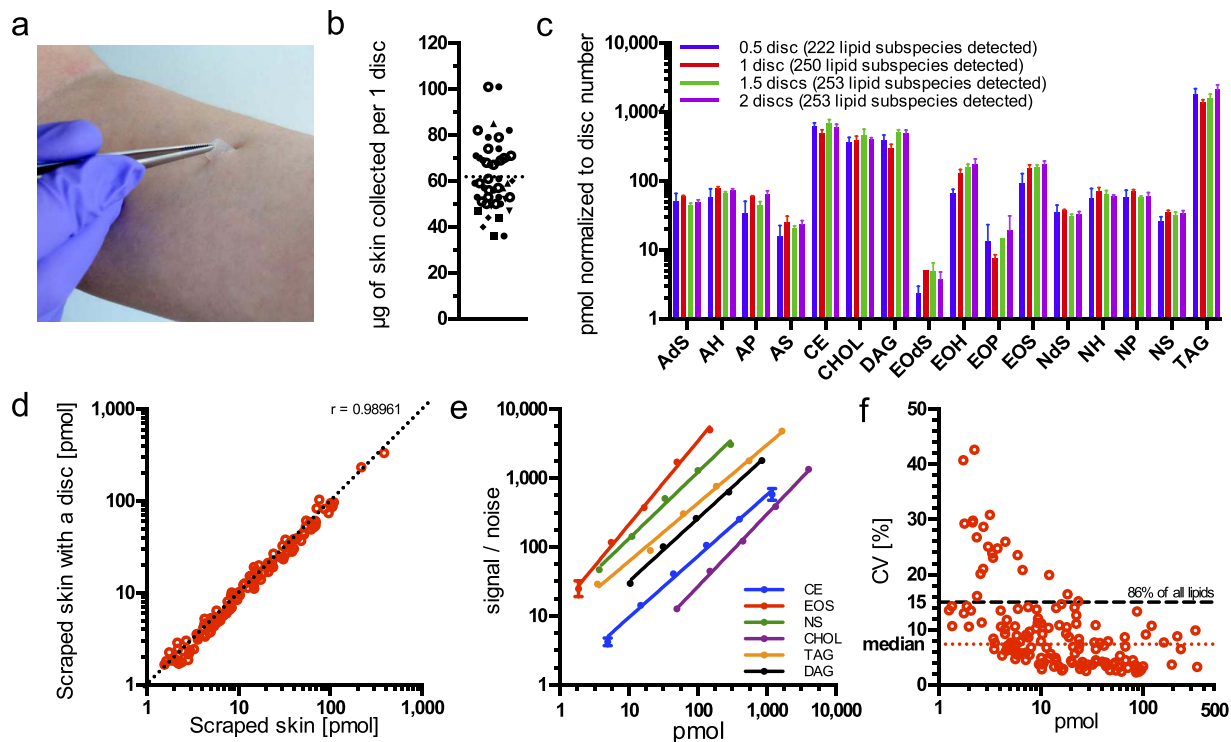 a
b
µg of skin collected per 1 disc
120
100
80
60
40
20
0
c
pmol normalized to disc number
10,000
1,000
100
10
1
0.5 disc (222 lipid subspecies detected)
1 disc (250 lipid subspecies detected)
1.5 discs (253 lipid subspecies detected)
2 discs (253 lipid subspecies detected)
AdS
AH
AP
AS
CE
CHOL
DAG
EOdS
EOH
EOP
EOS
NdS
NH
NP
NS
TAG
d
Scraped skin with a disc [pmol]
1,000
100
10
1
r = 0.98961
1 10 100 1,000
Scraped skin [pmol]
e
signal / noise
10,000
1,000
100
10
1
CE
EOS
NS
CHOL
TAG
DAG
1 10 100 1,000 10,000
pmol
f
CV [%]
50
40
30
20
15
10
median
0
86% of all lipids
1 10 100 500
pmol